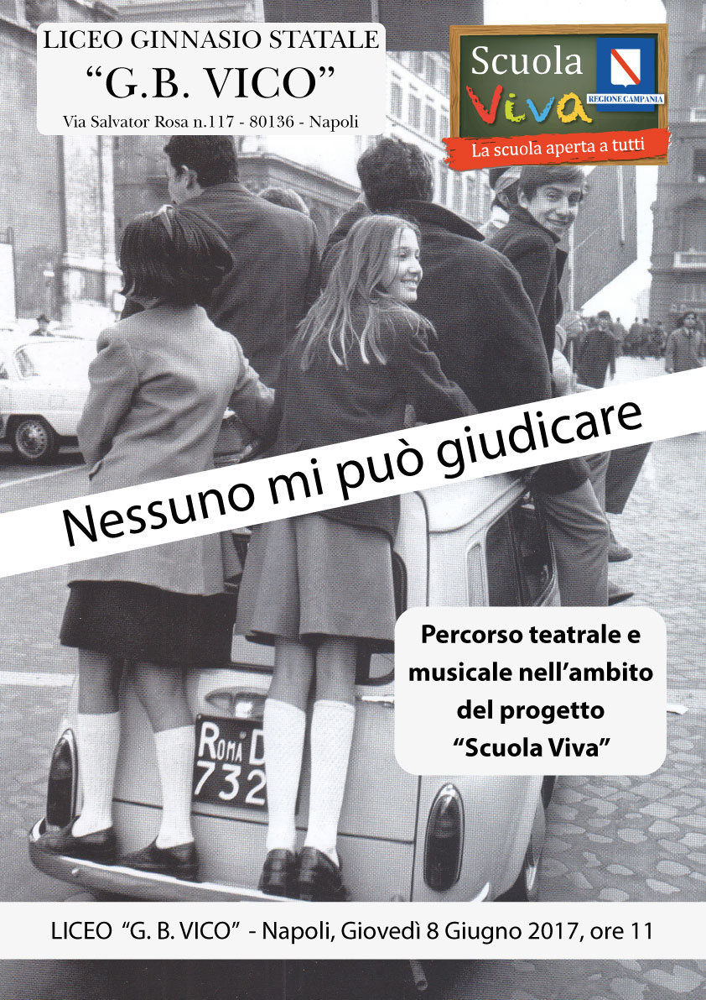 LICEO GINNASIO STATALE
“G.B. VICO”
Via Salvator Rosa n.117 - 80136 - Napoli
Scuola
Viva
REGIONE CAMPANIA
La scuola aperta a tutti
Nessuno mi può giudicare
Percorso teatrale e
musicale nell’ambito
del progetto
“Scuola Viva”
ROMA D
732
LICEO “G. B. VICO” - Napoli, Giovedì 8 Giugno 2017, ore 11